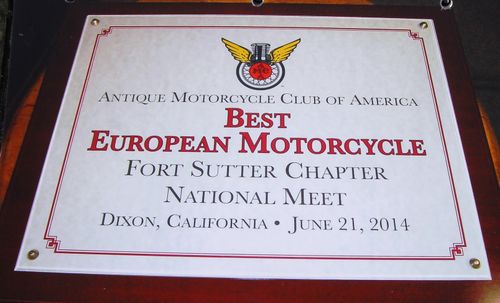 Antique Motorcycle Club of America
Best
European Motorcycle
Fort Sutter Chapter
National Meet
Dixon, California • June 21, 2014